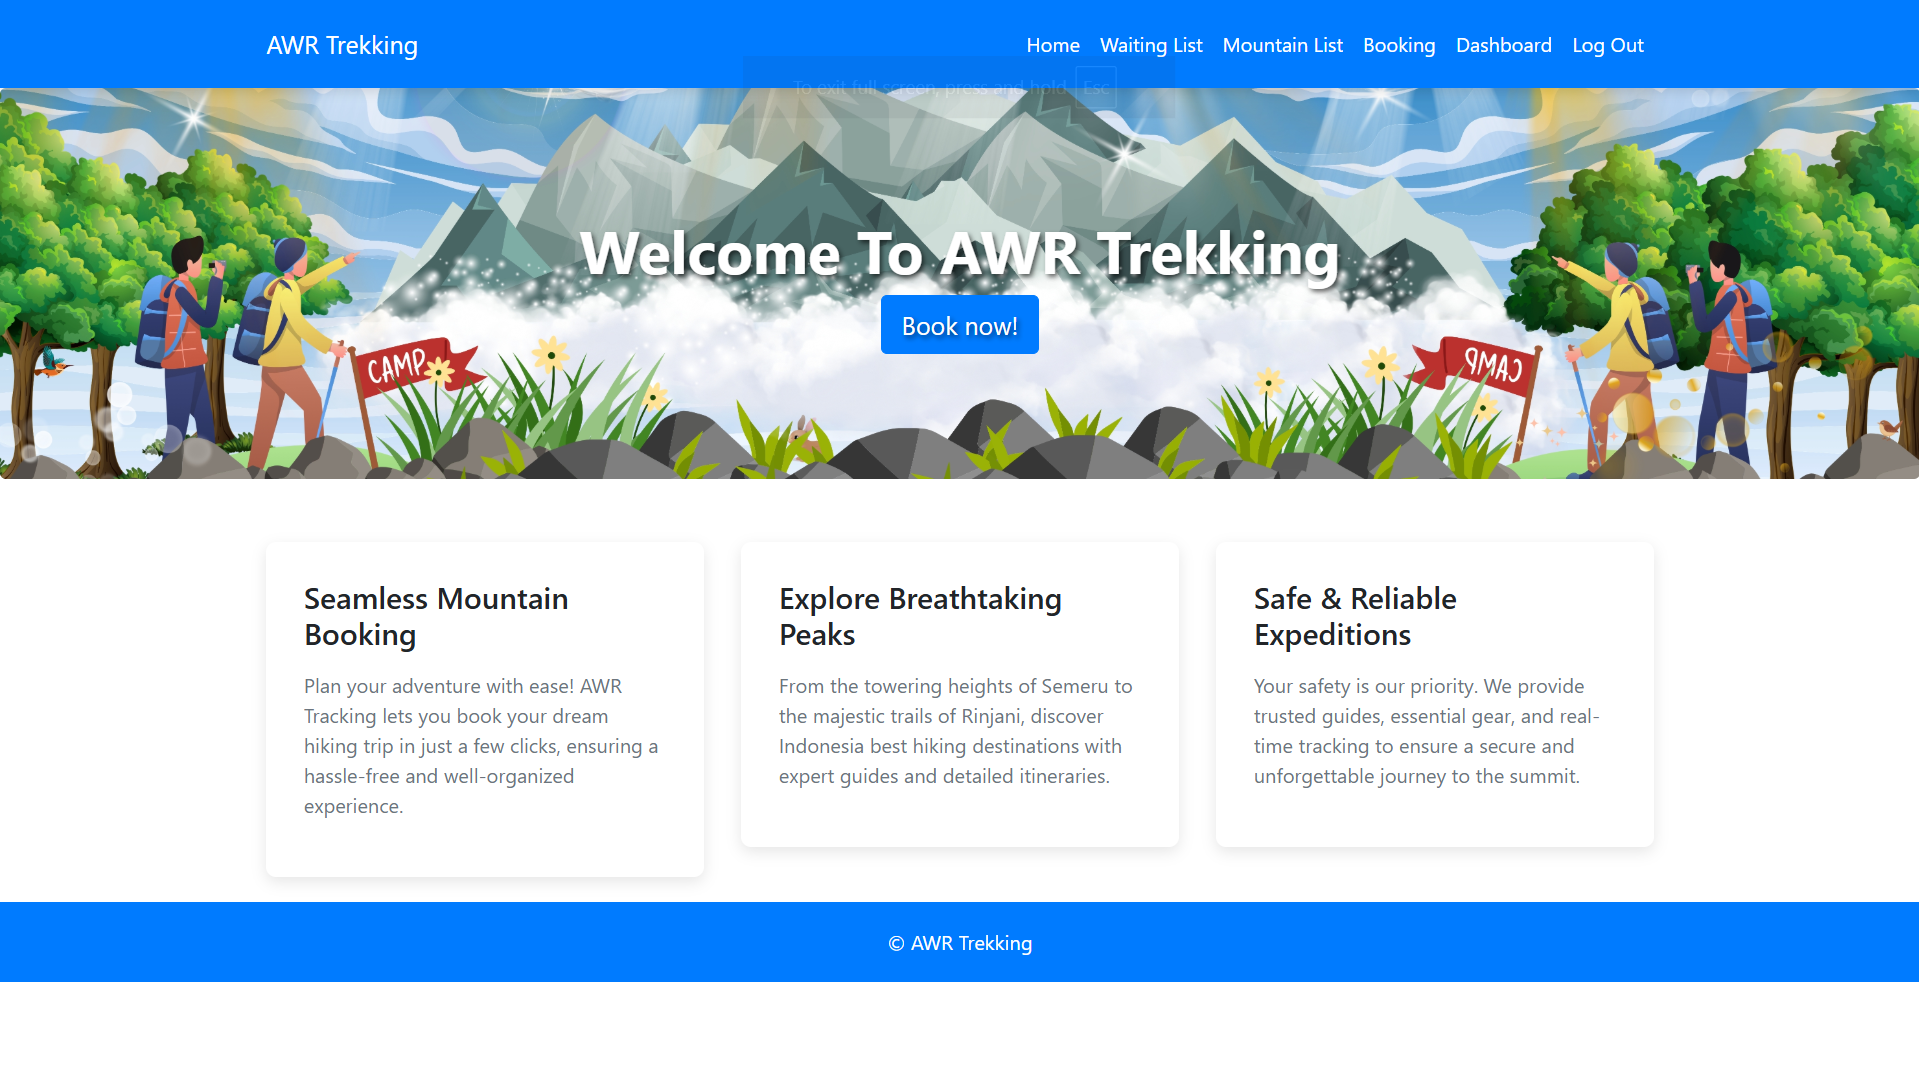 AWR Trekking
Home Waiting List Mountain List Booking Dashboard Log Out
To exit full screen, press and hold Esc
Welcome To AWR Trekking
Book now!
CAMP
CAMP
Seamless Mountain
Booking
Plan your adventure with ease! AWR
Tracking lets you book your dream
hiking trip in just a few clicks, ensuring a
hassle-free and well-organized
experience.
Explore Breathtaking
Peaks
From the towering heights of Semeru to
the majestic trails of Rinjani, discover
Indonesia best hiking destinations with
expert guides and detailed itineraries.
Safe & Reliable
Expeditions
Your safety is our priority. We provide
trusted guides, essential gear, and real-
time tracking to ensure a secure and
unforgettable journey to the summit.
© AWR Trekking